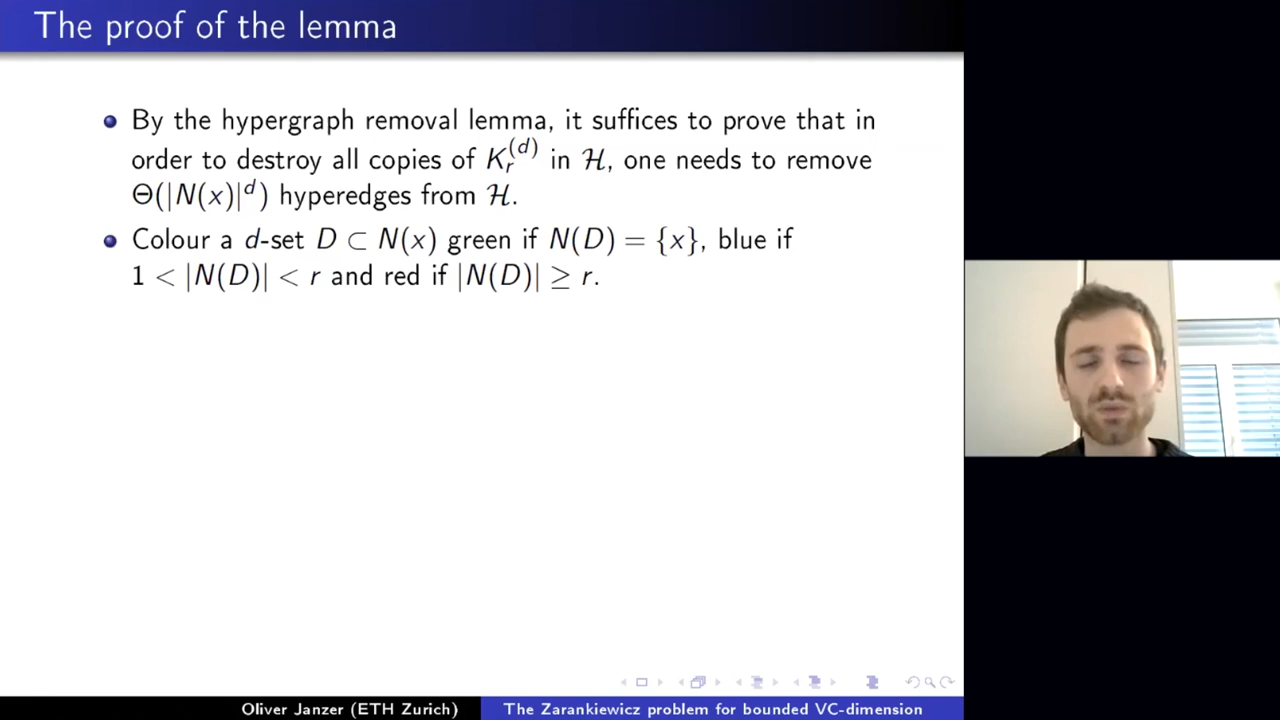 The proof of the lemma
By the hypergraph removal lemma, it suffices to prove that in
order to destroy all copies of K_r^{(d)} in ℋ, one needs to remove
Θ(|N(x)|^d) hyperedges from ℋ.
Colour a d-set D ⊂ N(x) green if N(D) = {x}, blue if
1 < |N(D)| < r and red if |N(D)| ≥ r.
Oliver Janzer (ETH Zurich)
The Zarankiewicz problem for bounded VC-dimension